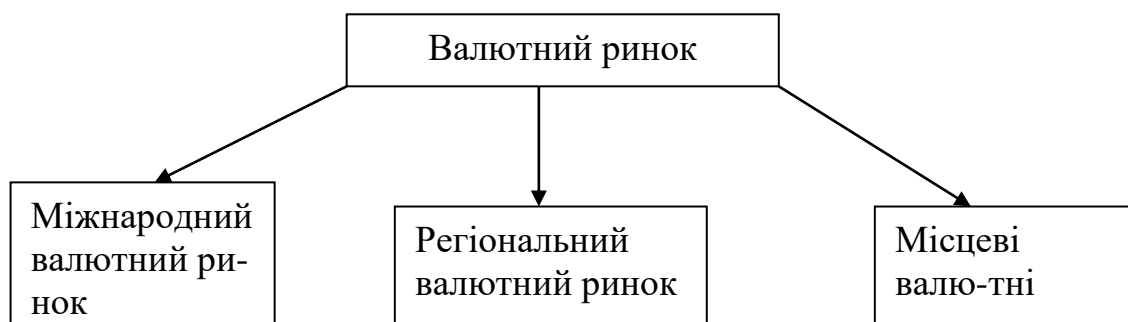 Валютний ринок
Міжнародний
валютний ри-
нок
Регіональний
валютний ринок
Місцеві
валю-тні